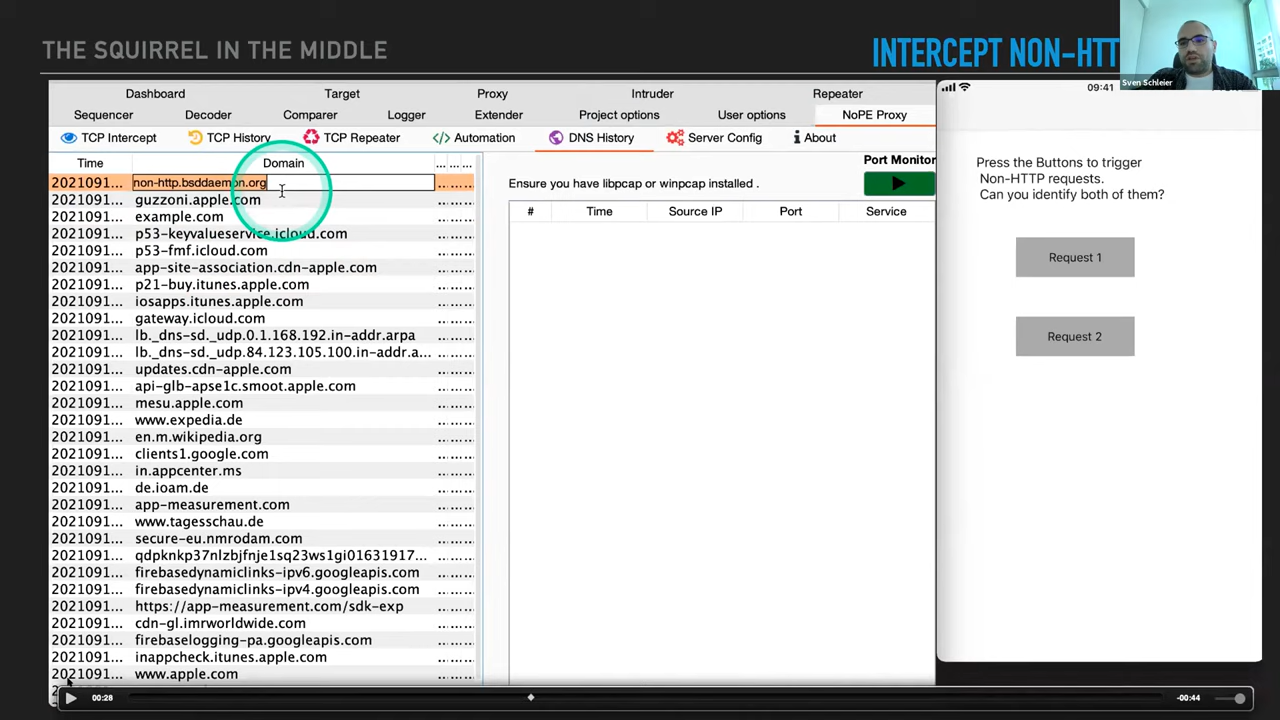 THE SQUIRREL IN THE MIDDLE
INTERCEPT NON-HTT
Sven Schleier
Dashboard Target Proxy Intruder Repeater
Sequencer Decoder Comparer Logger Extender Project options User options NoPE Proxy
TCP Intercept TCP History TCP Repeater </> Automation DNS History Server Config About
Time Domain ... ... ...
2021091... non-http.bsddaemon.org ... ... ...
2021091... guzzoni.apple.com ... ... ...
2021091... example.com ... ... ...
2021091... p53-keyvalueservice.icloud.com ... ... ...
2021091... p53-fmf.icloud.com ... ... ...
2021091... app-site-association.cdn-apple.com ... ... ...
2021091... p21-buy.itunes.apple.com ... ... ...
2021091... iosapps.itunes.apple.com ... ... ...
2021091... gateway.icloud.com ... ... ...
2021091... lb._dns-sd._udp.0.1.168.192.in-addr.arpa ... ... ...
2021091... lb._dns-sd._udp.84.123.105.100.in-addr.a... ... ... ...
2021091... updates.cdn-apple.com ... ... ...
2021091... api-glb-apse1c.smoot.apple.com ... ... ...
2021091... mesu.apple.com ... ... ...
2021091... www.expedia.de ... ... ...
2021091... en.m.wikipedia.org ... ... ...
2021091... clients1.google.com ... ... ...
2021091... in.appcenter.ms ... ... ...
2021091... de.ioam.de ... ... ...
2021091... app-measurement.com ... ... ...
2021091... www.tagesschau.de ... ... ...
2021091... secure-eu.nmrodam.com ... ... ...
2021091... qdpknkp37nlzbjfnje1sq23ws1gi01631917... ... ... ...
2021091... firebasedynamiclinks-ipv6.googleapis.com ... ... ...
2021091... firebasedynamiclinks-ipv4.googleapis.com ... ... ...
2021091... https://app-measurement.com/sdk-exp ... ... ...
2021091... cdn-gl.imrworldwide.com ... ... ...
2021091... firebaselogging-pa.googleapis.com ... ... ...
2021091... inappcheck.itunes.apple.com ... ... ...
2021091... www.apple.com ... ... ...
Port Monitor
Ensure you have libpcap or winpcap installed .
# Time Source IP Port Service
09:41
Press the Buttons to trigger
Non-HTTP requests.
Can you identify both of them?
Request 1
Request 2
00:28 -00:44